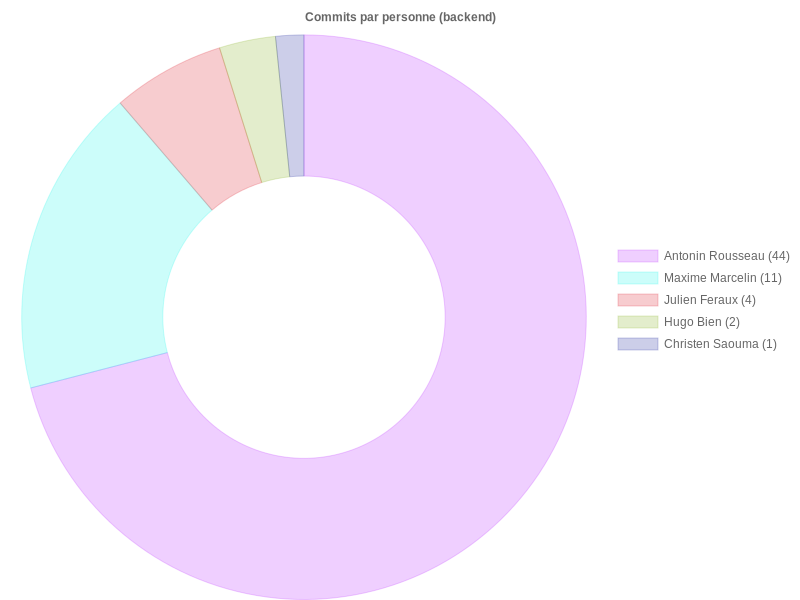 Commits par personne (backend)
Antonin Rousseau (44)
Maxime Marcelin (11)
Julien Feraux (4)
Hugo Bien (2)
Christen Saouma (1)